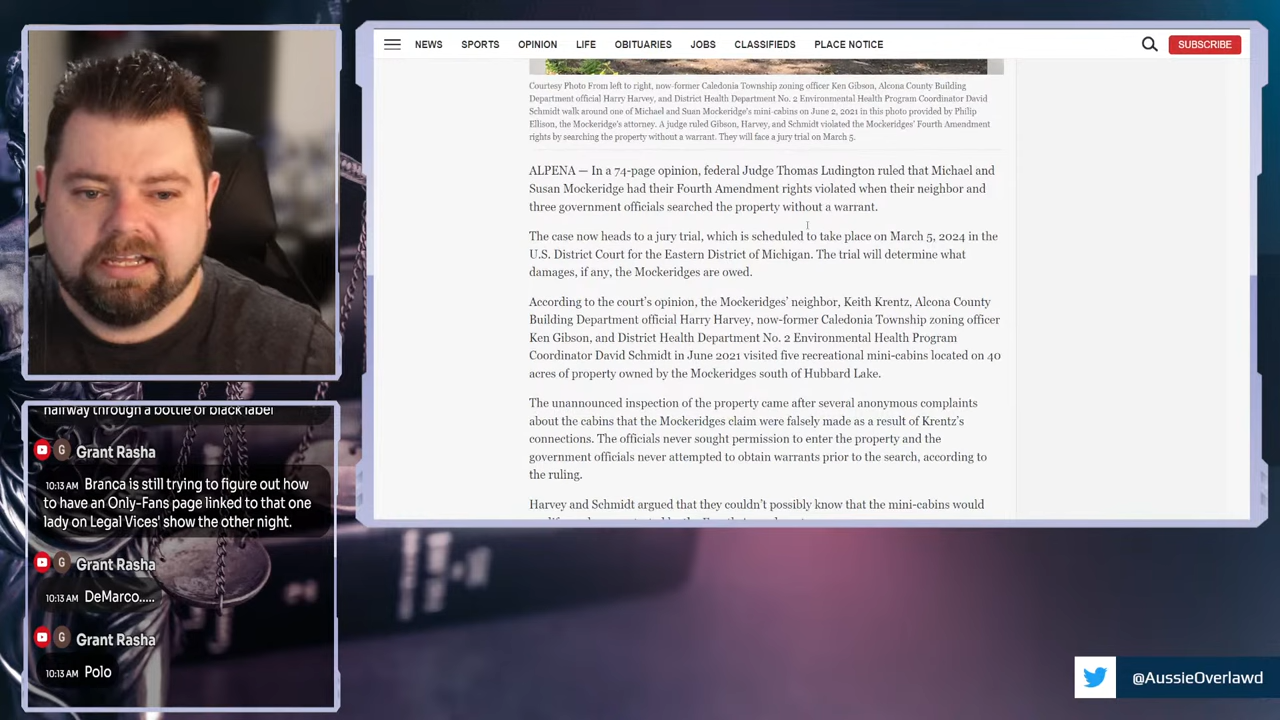 NEWS SPORTS OPINION LIFE OBITUARIES JOBS CLASSIFIEDS PLACE NOTICE SUBSCRIBE
Courtesy Photo From left to right, now-former Caledonia Township zoning officer Ken Gibson, Alcona County Building
Department official Harry Harvey, and District Health Department No. 2 Environmental Health Program Coordinator David
Schmidt walk around one of Michael and Suan Mockeridge's mini-cabins on June 2, 2021 in this photo provided by Philip
Ellison, the Mockeridge's attorney. A judge ruled Gibson, Harvey, and Schmidt violated the Mockeridges' Fourth Amendment
rights by searching the property without a warrant. They will face a jury trial on March 5.
ALPENA — In a 74-page opinion, federal Judge Thomas Ludington ruled that Michael and
Susan Mockeridge had their Fourth Amendment rights violated when their neighbor and
three government officials searched the property without a warrant.
The case now heads to a jury trial, which is scheduled to take place on March 5, 2024 in the
U.S. District Court for the Eastern District of Michigan. The trial will determine what
damages, if any, the Mockeridges are owed.
According to the court's opinion, the Mockeridges' neighbor, Keith Krentz, Alcona County
Building Department official Harry Harvey, now-former Caledonia Township zoning officer
Ken Gibson, and District Health Department No. 2 Environmental Health Program
Coordinator David Schmidt in June 2021 visited five recreational mini-cabins located on 40
acres of property owned by the Mockeridges south of Hubbard Lake.
The unannounced inspection of the property came after several anonymous complaints
about the cabins that the Mockeridges claim were falsely made as a result of Krentz's
connections. The officials never sought permission to enter the property and the
government officials never attempted to obtain warrants prior to the search, according to
the ruling.
Harvey and Schmidt argued that they couldn't possibly know that the mini-cabins would
halfway through a bottle of black label
G Grant Rasha
10:13 AM Branca is still trying to figure out how
to have an Only-Fans page linked to that one
lady on Legal Vices' show the other night.
G Grant Rasha
10:13 AM DeMarco.....
G Grant Rasha
10:13 AM Polo
@AussieOverlawd